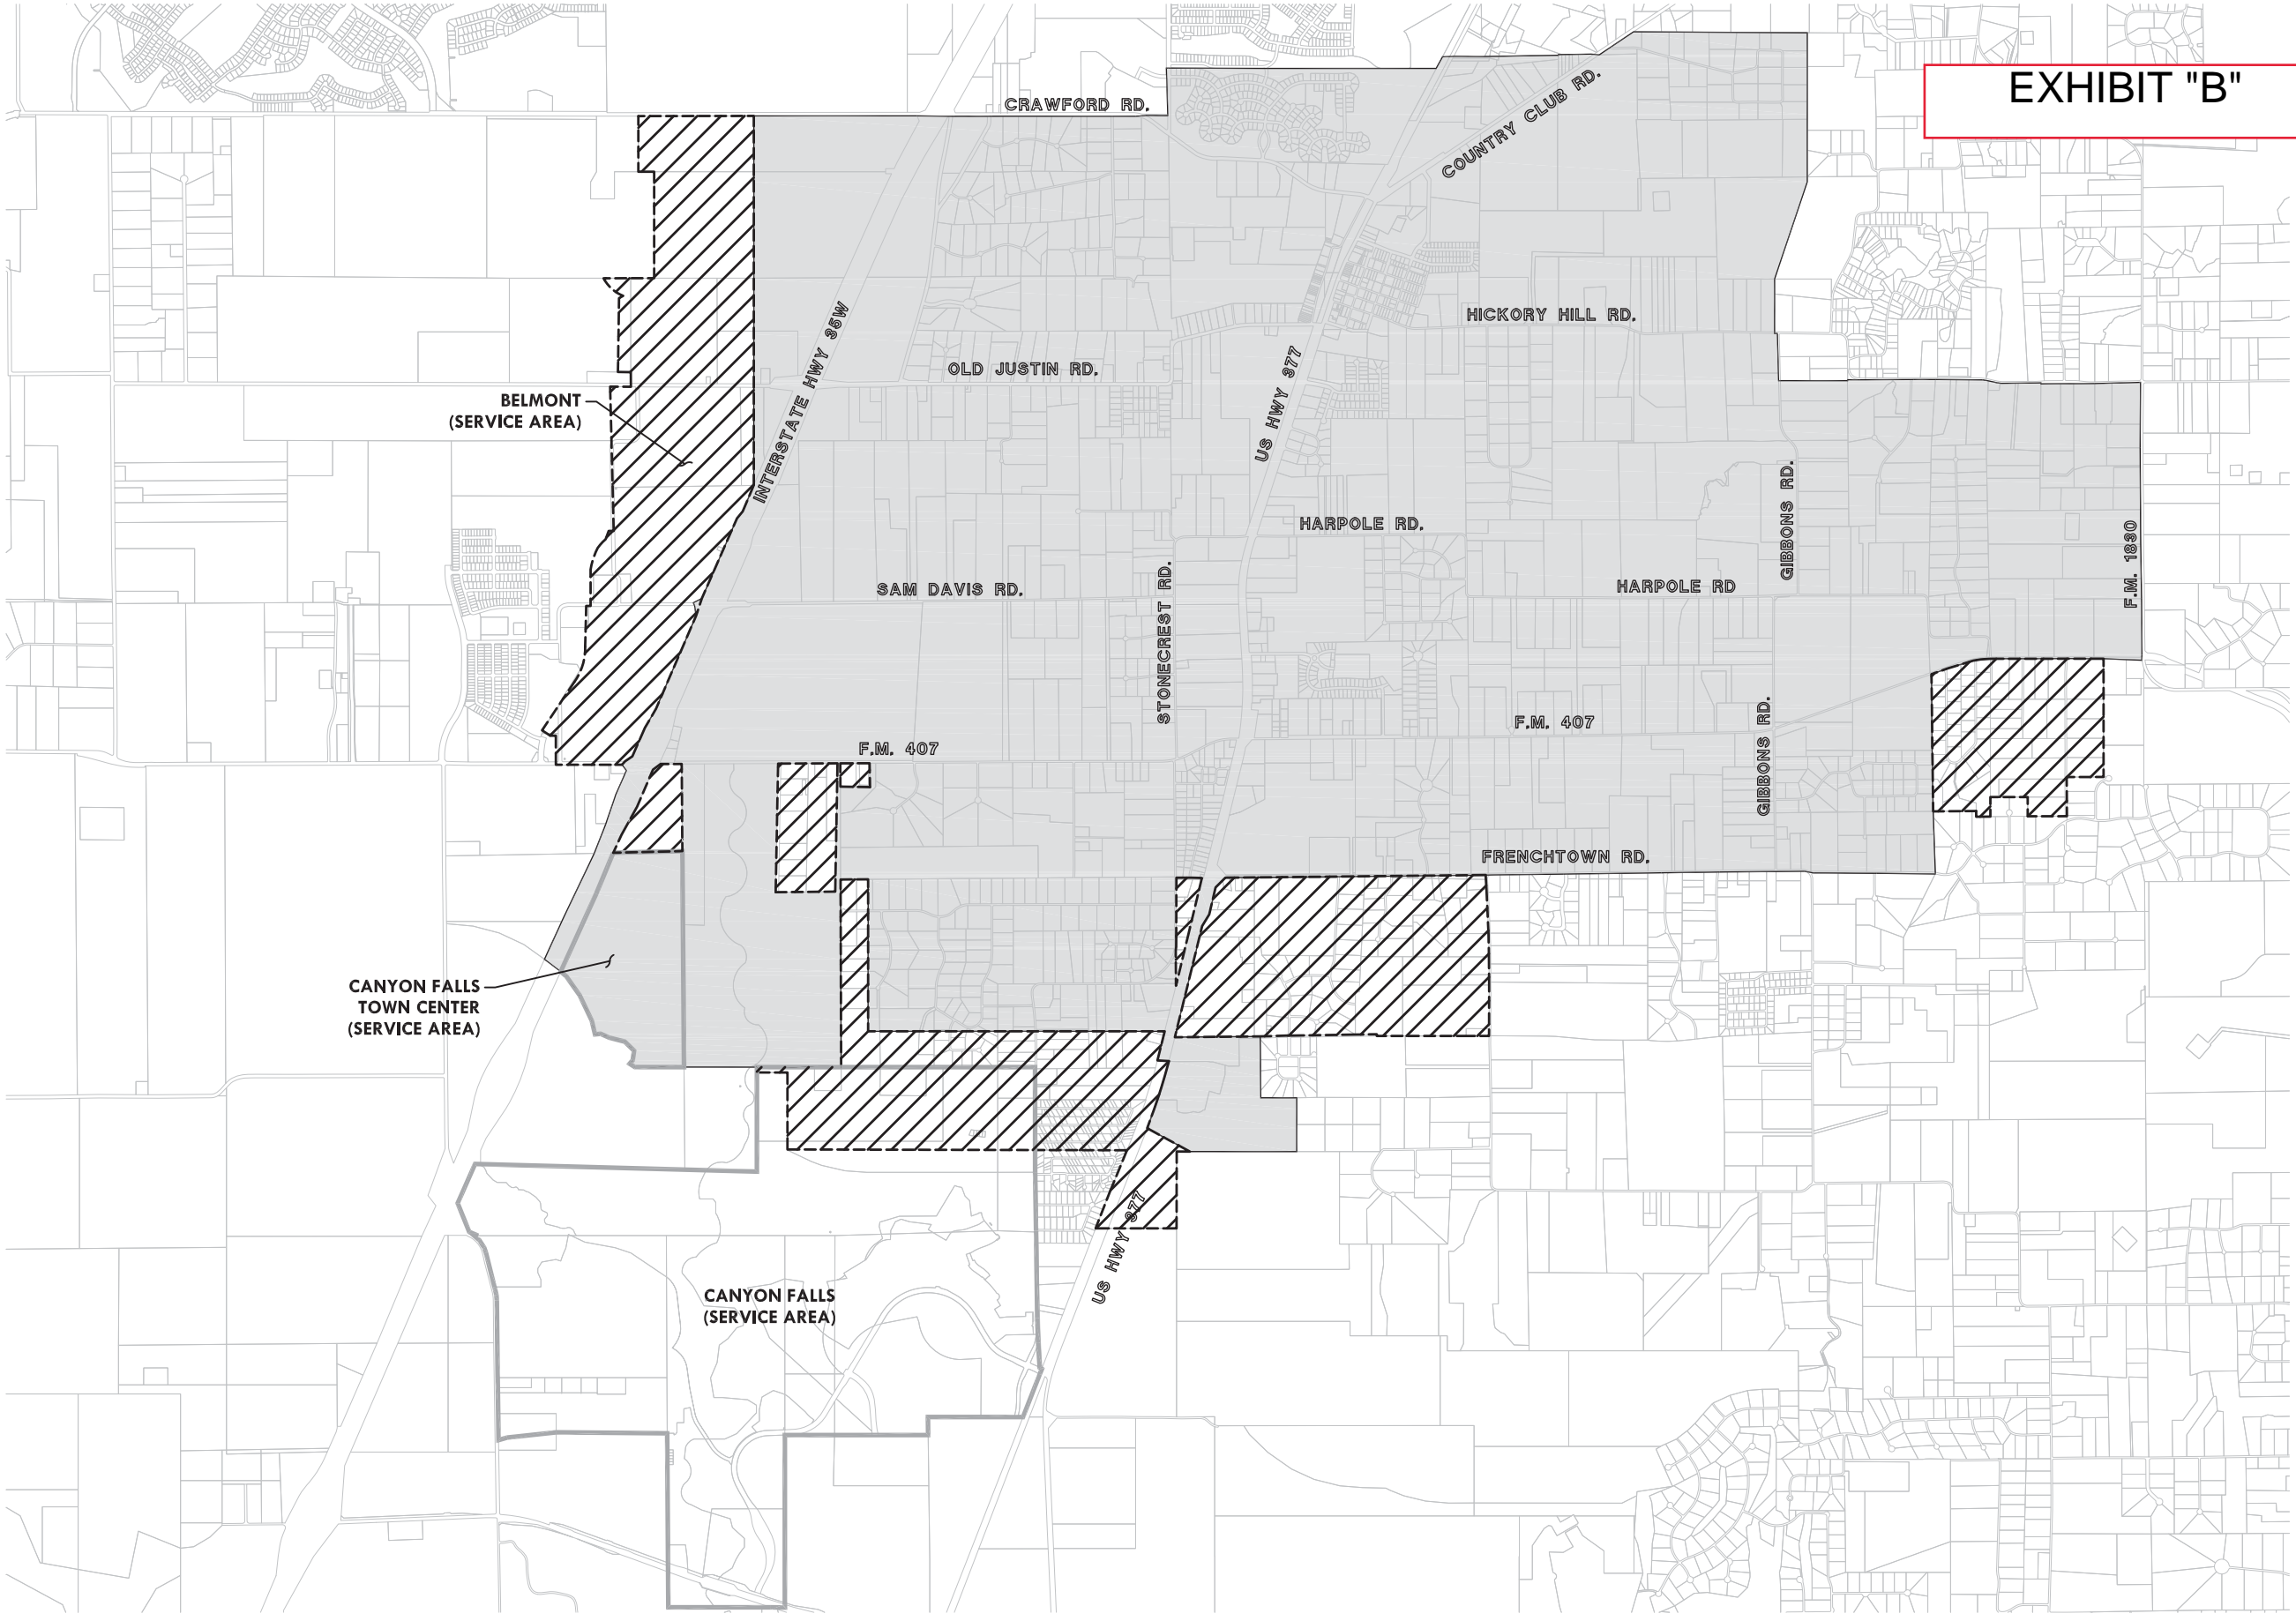 EXHIBIT "B"
CRAWFORD RD.
COUNTRY CLUB RD.
HICKORY HILL RD.
INTERSTATE HWY 35W
US HWY 377
OLD JUSTIN RD.
BELMONT
(SERVICE AREA)
GIBBONS RD.
HARPOLE RD.
F.M. 1830
SAM DAVIS RD.
STONECREST RD.
HARPOLE RD
F.M. 407
GIBBONS RD.
F.M. 407
FRENCHTOWN RD.
CANYON FALLS
TOWN CENTER
(SERVICE AREA)
US HWY 377
CANYON FALLS
(SERVICE AREA)